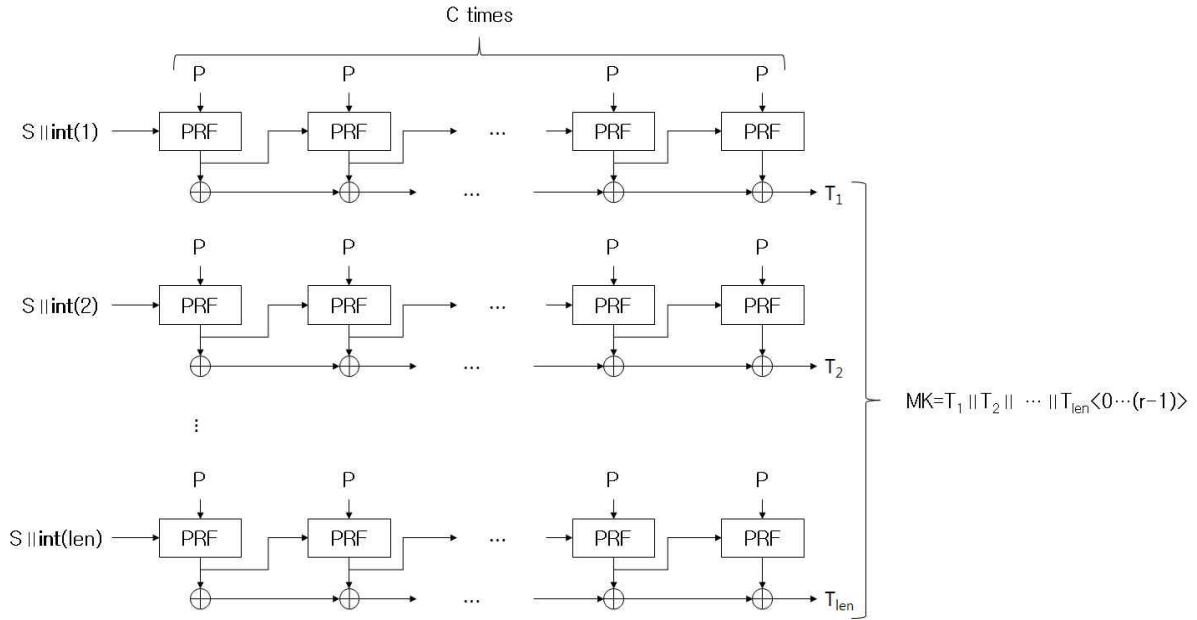 C times
P P P P
S||int(1) PRF PRF ... PRF PRF
... T1
P P P P
S||int(2) PRF PRF ... PRF PRF
... T2
MK=T1||T2|| ... ||Tlen<0...(r-1)>
⋮
P P P P
S||int(len) PRF PRF ... PRF PRF
... Tlen